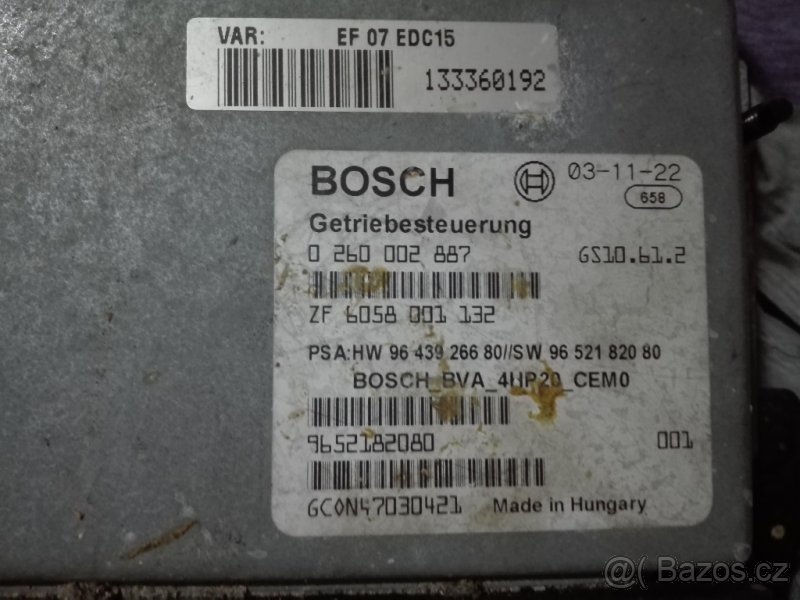 VAR: EF 07 EDC15
133360192
BOSCH 03-11-22
658
Getriebesteuerung
0 260 002 887 GS10.61.2
ZF 6058 001 132
PSA:HW 96 439 266 80//SW 96 521 820 80
BOSCH_BVA_4HP20_CEM0
9652182080 001
GC0N47030421 Made in Hungary
Bazos.cz